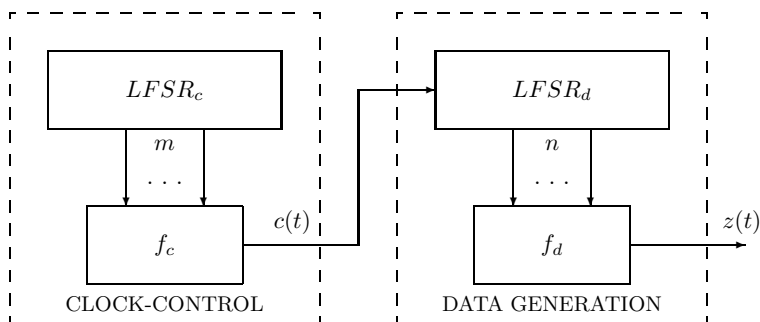 LFSR_c
m
...
f_c
c(t)
CLOCK-CONTROL
LFSR_d
n
...
f_d
z(t)
DATA GENERATION